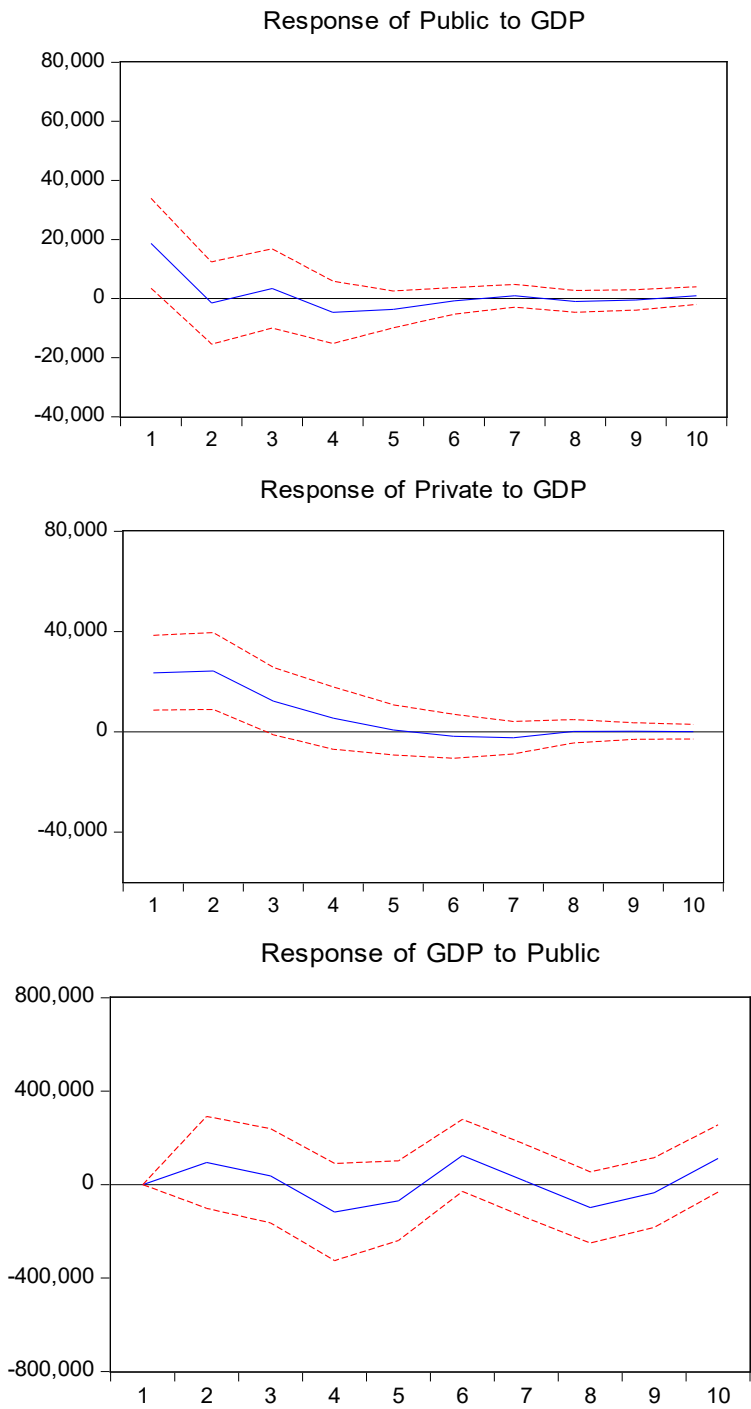 Response of Public to GDP
80,000
60,000
40,000
20,000
0
-20,000
-40,000
1 2 3 4 5 6 7 8 9 10
Response of Private to GDP
80,000
40,000
0
-40,000
1 2 3 4 5 6 7 8 9 10
Response of GDP to Public
800,000
400,000
0
-400,000
-800,000
1 2 3 4 5 6 7 8 9 10